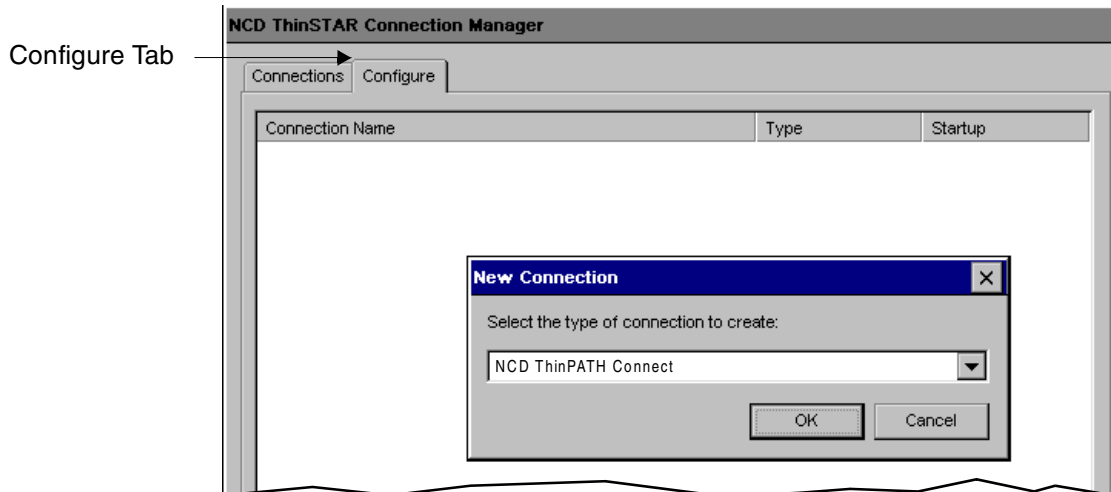 NCD ThinSTAR Connection Manager
Configure Tab
Connections Configure
Connection Name Type Startup
New Connection
Select the type of connection to create:
NCD ThinPATH Connect
OK Cancel